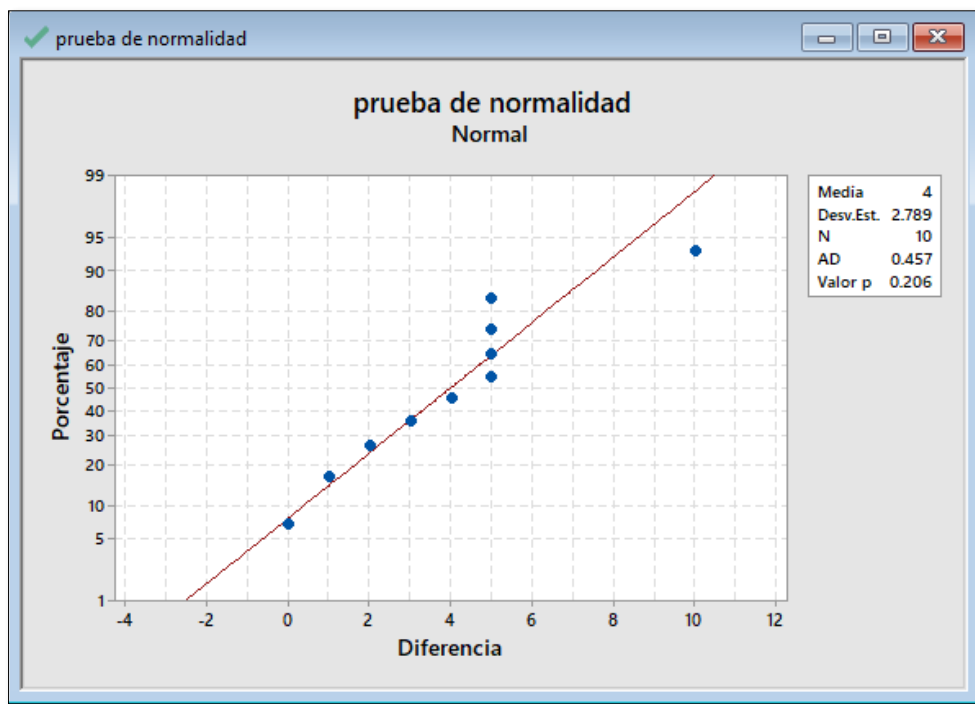 prueba de normalidad
prueba de normalidad
Normal
99
95
90
80
70
60
50
40
30
20
10
5
1
Porcentaje
-4 -2 0 2 4 6 8 10 12
Diferencia
Media 4
Desv.Est. 2.789
N 10
AD 0.457
Valor p 0.206